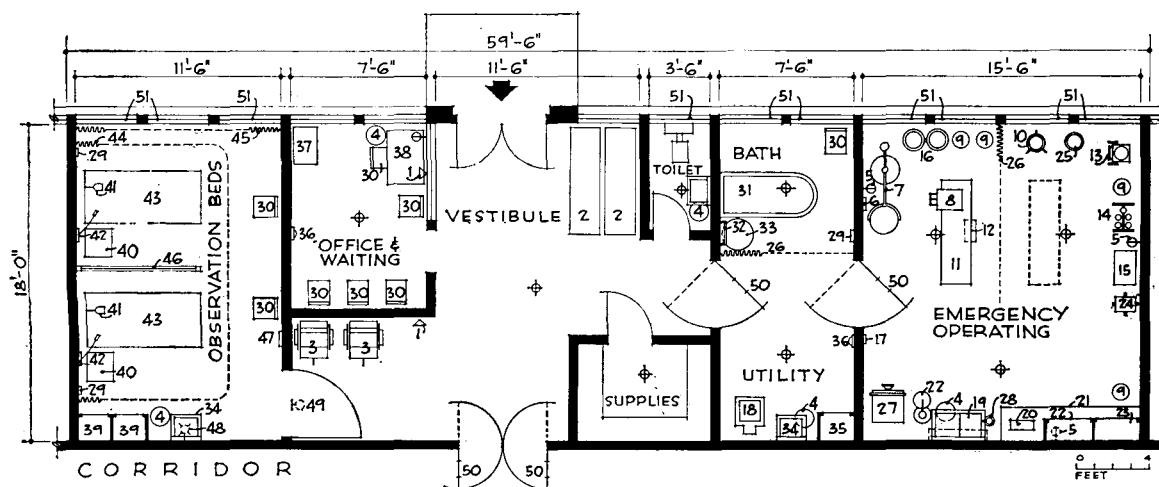 59'-6"
11'-6" 7'-6" 11'-6" 3'-6" 7'-6" 15'-6"
51 51 51 51 51 51
18'-0"
44 45 29 41 43 42 40 46 41 43 42 40 29 39 39 4 34 48 30 30 47
OBSERVATION BEDS
37 4 38 30 1 30 36
OFFICE &
WAITING
30 30 30
1
3 3
49
VESTIBULE
2 2
50 50
TOILET
4
SUPPLIES
BATH
30
31
32 33
26 29
50 50
UTILITY
36
18 34 4 35
16 9 9 10 25 13
26
5 7 6 8 12 11
9
14
5
15
24
EMERGENCY
OPERATING
17
9
27 22 4 19 28 20 21 22 5 23
CORRIDOR
0 4
FEET